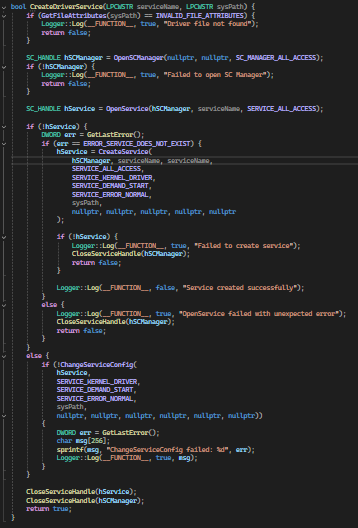 bool CreateDriverService(LPCWSTR serviceName, LPCWSTR sysPath) {
if (GetFileAttributes(sysPath) == INVALID_FILE_ATTRIBUTES) {
Logger::Log(__FUNCTION__, true, "Driver file not found");
return false;
}
SC_HANDLE hSCManager = OpenSCManager(nullptr, nullptr, SC_MANAGER_ALL_ACCESS);
if (!hSCManager) {
Logger::Log(__FUNCTION__, true, "Failed to open SC Manager");
return false;
}
SC_HANDLE hService = OpenService(hSCManager, serviceName, SERVICE_ALL_ACCESS);
if (!hService) {
DWORD err = GetLastError();
if (err == ERROR_SERVICE_DOES_NOT_EXIST) {
hService = CreateService(
hSCManager, serviceName, serviceName,
SERVICE_ALL_ACCESS,
SERVICE_KERNEL_DRIVER,
SERVICE_DEMAND_START,
SERVICE_ERROR_NORMAL,
sysPath,
nullptr, nullptr, nullptr, nullptr, nullptr
);
if (!hService) {
Logger::Log(__FUNCTION__, true, "Failed to create service");
CloseServiceHandle(hSCManager);
return false;
}
Logger::Log(__FUNCTION__, false, "Service created successfully");
}
else {
Logger::Log(__FUNCTION__, true, "OpenService failed with unexpected error");
CloseServiceHandle(hSCManager);
return false;
}
}
else {
if (!ChangeServiceConfig(
hService,
SERVICE_KERNEL_DRIVER,
SERVICE_DEMAND_START,
SERVICE_ERROR_NORMAL,
sysPath,
nullptr, nullptr, nullptr, nullptr, nullptr, nullptr))
{
DWORD err = GetLastError();
char msg[256];
sprintf(msg, "ChangeServiceConfig failed: %d", err);
Logger::Log(__FUNCTION__, true, msg);
}
}
CloseServiceHandle(hService);
CloseServiceHandle(hSCManager);
return true;
}